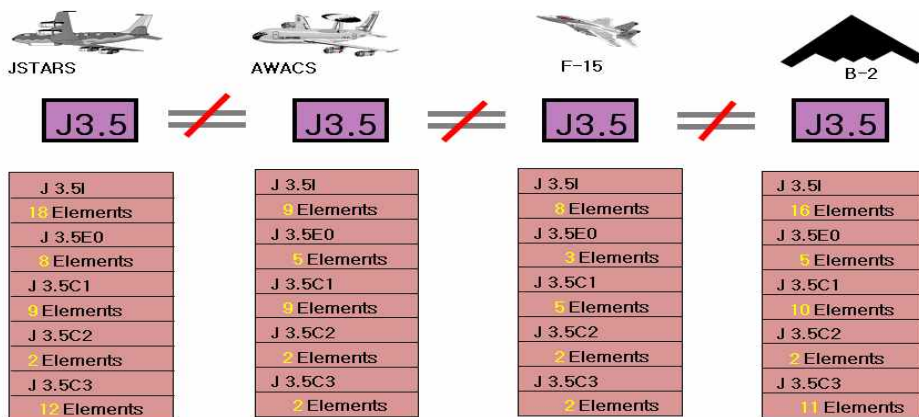 JSTARS
AWACS
F-15
B-2
J3.5
J3.5
J3.5
J3.5
J 3.5I
18 Elements
J 3.5E0
8 Elements
J 3.5C1
9 Elements
J 3.5C2
2 Elements
J 3.5C3
12 Elements
J 3.5I
9 Elements
J 3.5E0
5 Elements
J 3.5C1
9 Elements
J 3.5C2
2 Elements
J 3.5C3
2 Elements
J 3.5I
8 Elements
J 3.5E0
3 Elements
J 3.5C1
5 Elements
J 3.5C2
2 Elements
J 3.5C3
2 Elements
J 3.5I
16 Elements
J 3.5E0
5 Elements
J 3.5C1
10 Elements
J 3.5C2
2 Elements
J 3.5C3
11 Elements